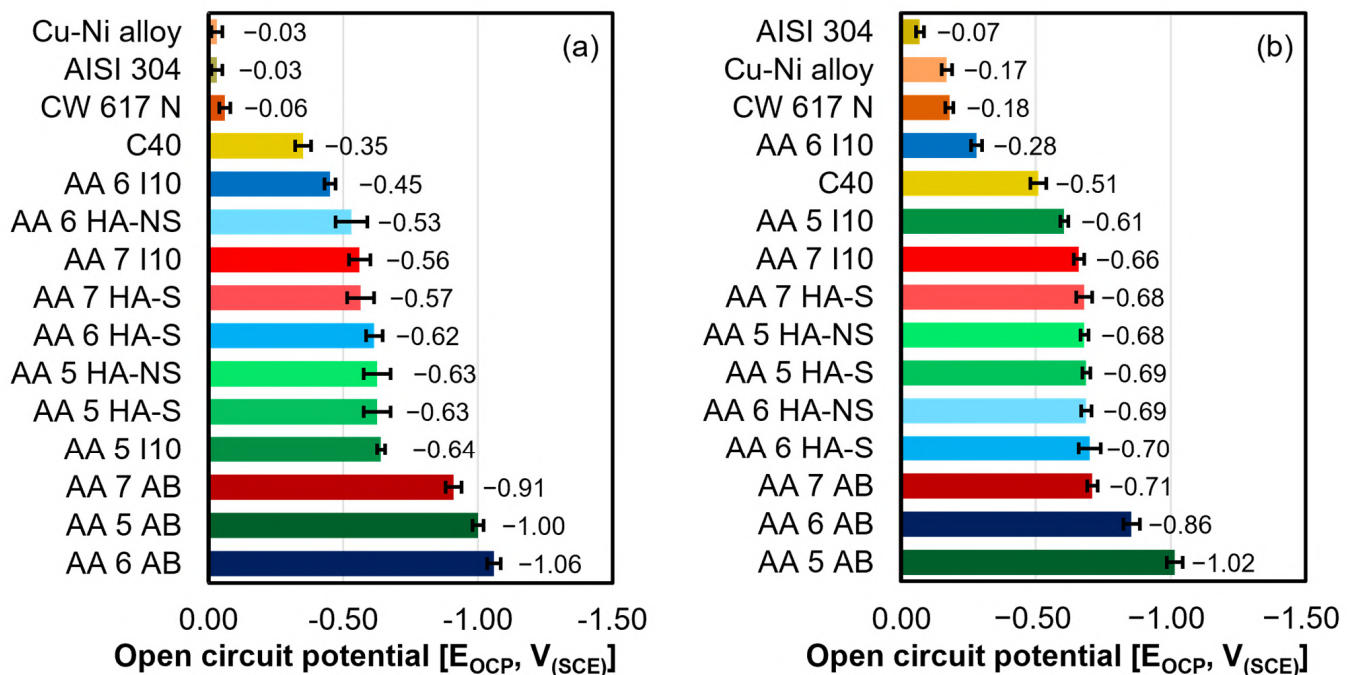 (a)
Cu-Ni alloy −0.03
AISI 304 −0.03
CW 617 N −0.06
C40 −0.35
AA 6 I10 −0.45
AA 6 HA-NS −0.53
AA 7 I10 −0.56
AA 7 HA-S −0.57
AA 6 HA-S −0.62
AA 5 HA-NS −0.63
AA 5 HA-S −0.63
AA 5 I10 −0.64
AA 7 AB −0.91
AA 5 AB −1.00
AA 6 AB −1.06
0.00 -0.50 -1.00 -1.50
Open circuit potential [E_OCP, V_(SCE)]
(b)
AISI 304 −0.07
Cu-Ni alloy −0.17
CW 617 N −0.18
AA 6 I10 −0.28
C40 −0.51
AA 5 I10 −0.61
AA 7 I10 −0.66
AA 7 HA-S −0.68
AA 5 HA-NS −0.68
AA 5 HA-S −0.69
AA 6 HA-NS −0.69
AA 6 HA-S −0.70
AA 7 AB −0.71
AA 6 AB −0.86
AA 5 AB −1.02
0.00 −0.50 −1.00 −1.50
Open circuit potential [E_OCP, V_(SCE)]